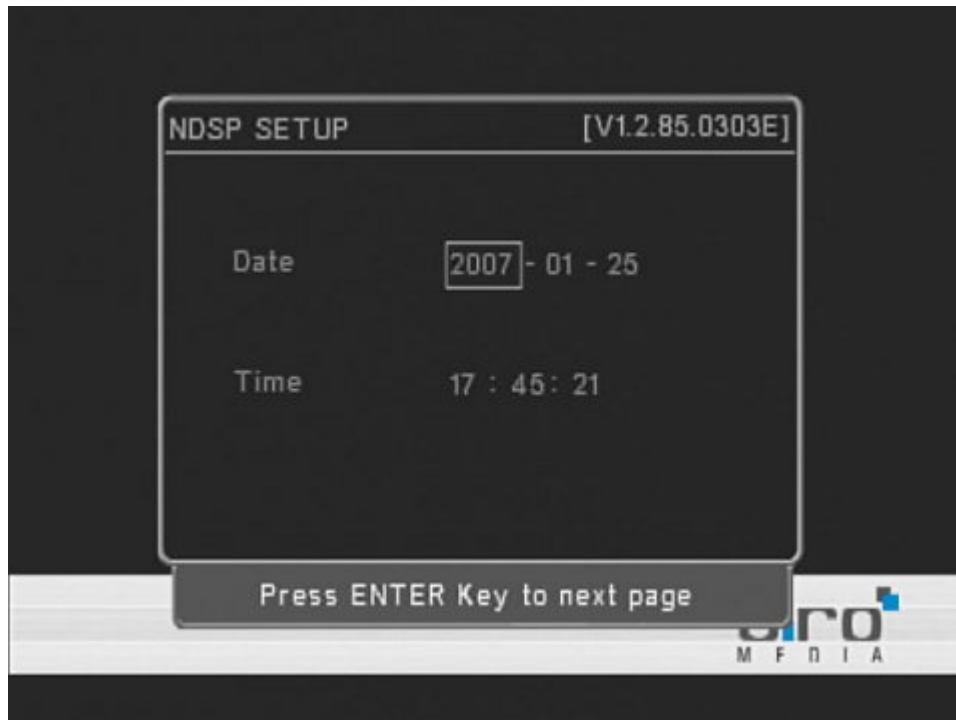 NDSP SETUP [V1.2.85.0303E]
Date 2007 - 01 - 25
Time 17 : 45: 21
Press ENTER Key to next page
MEDIA